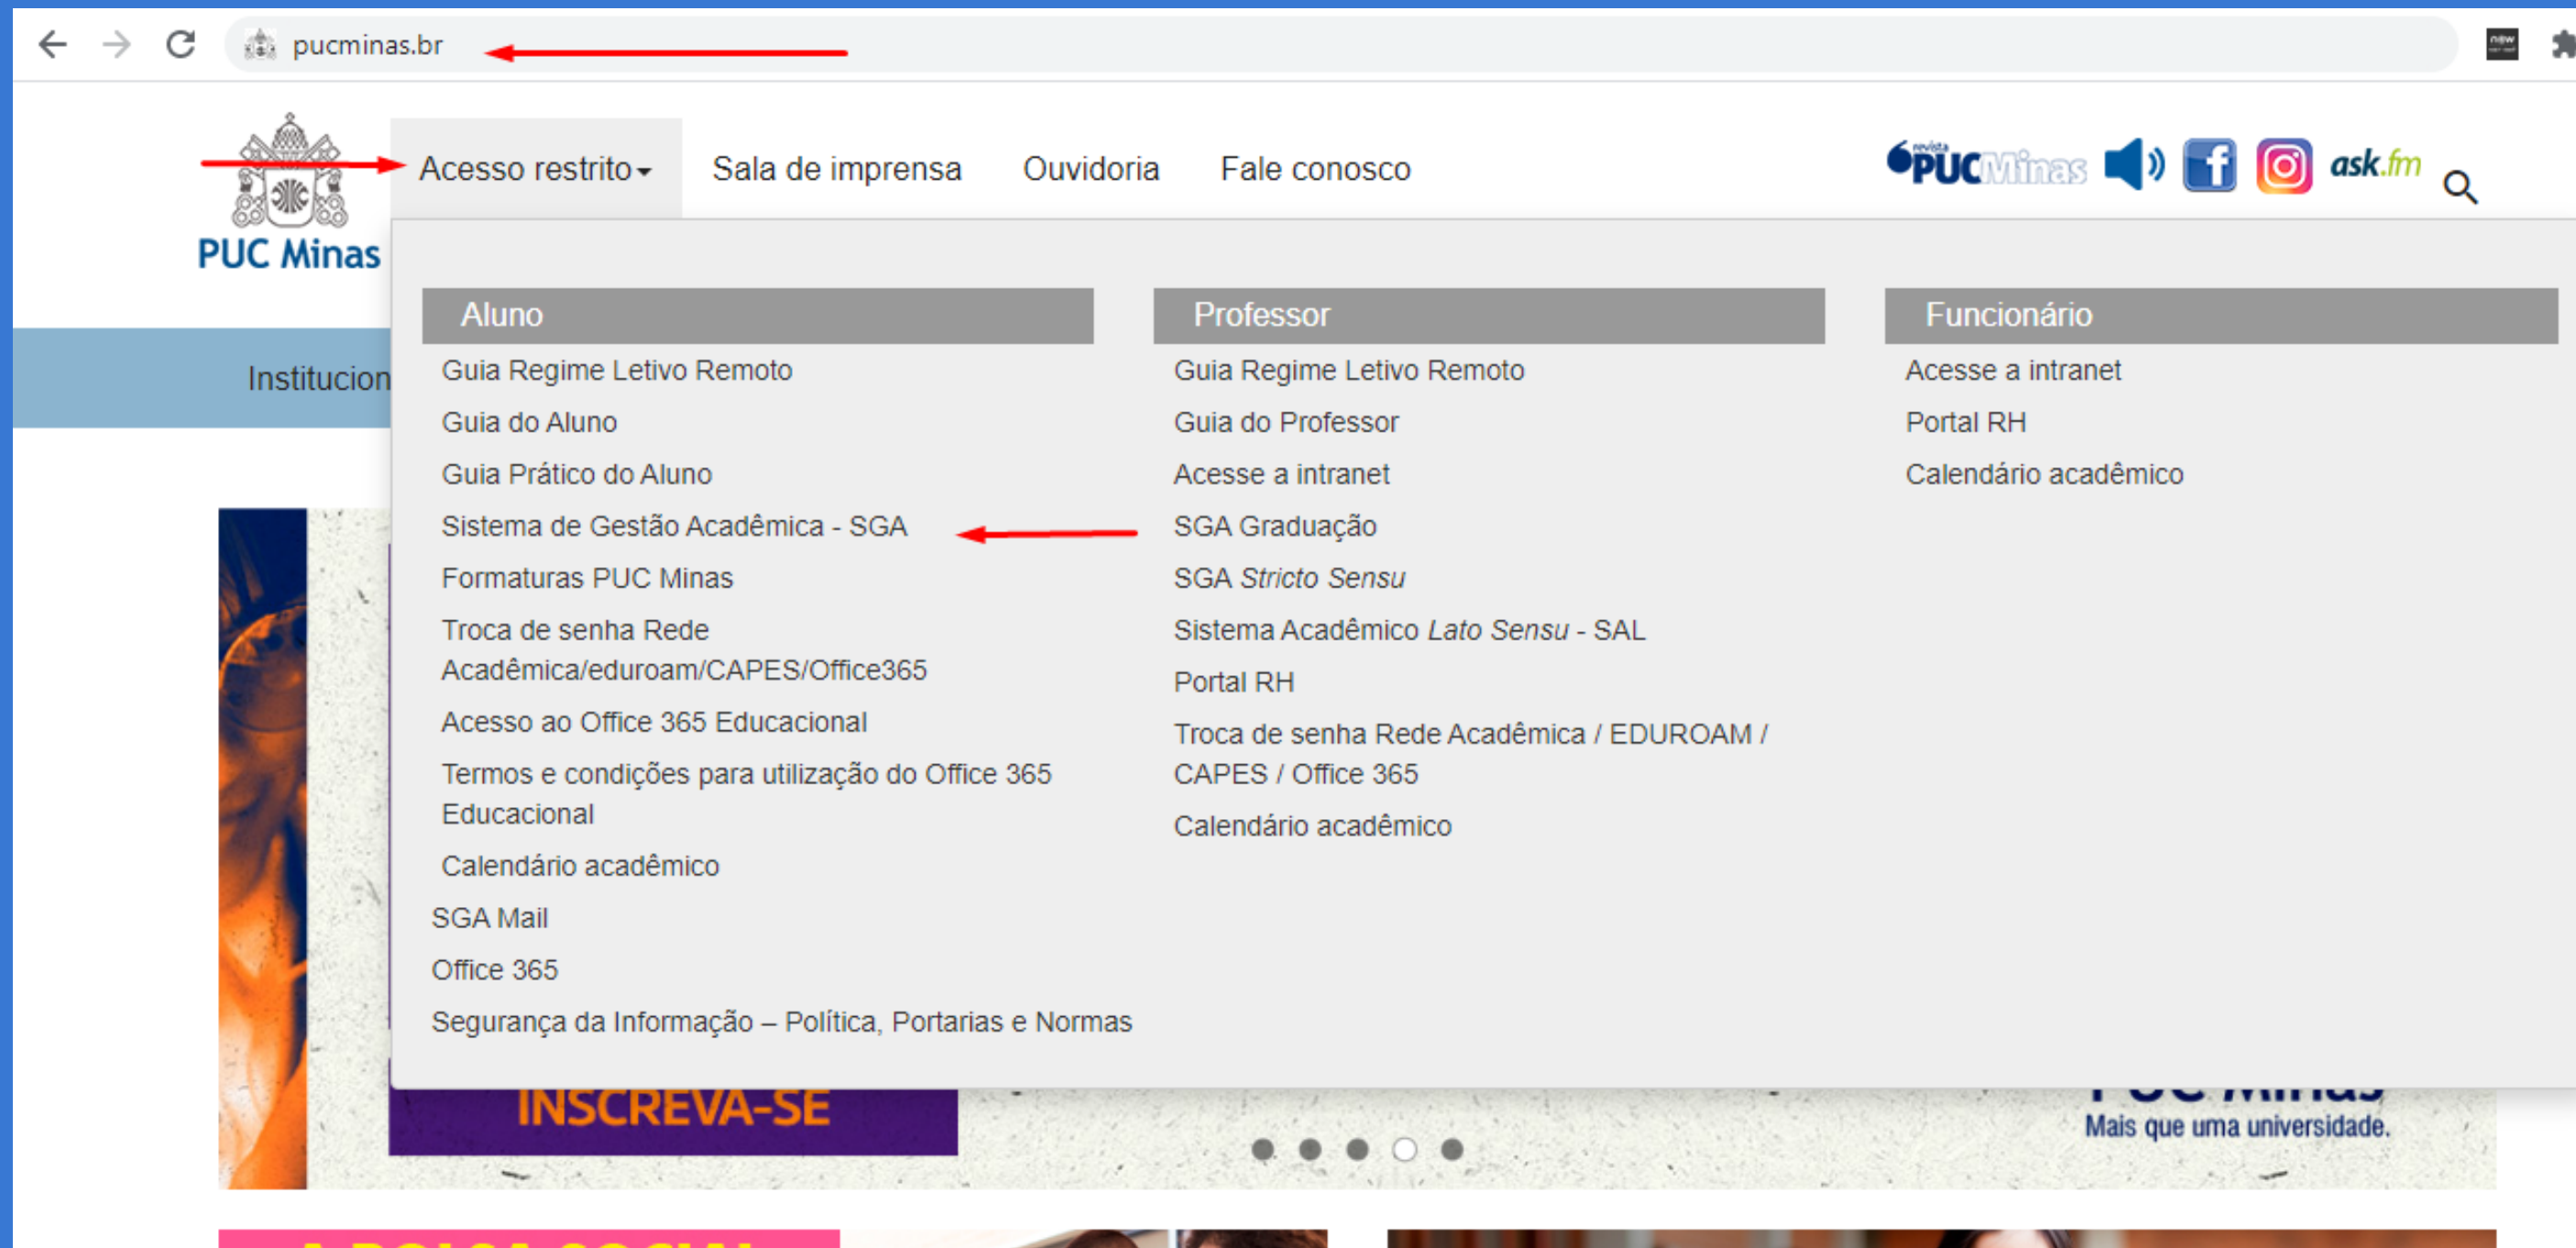 pucminas.br
now
Acesso restrito
Sala de imprensa
Ouvidoria
Fale conosco
revista
PUC Minas
ask.fm
PUC Minas
Institucion
Aluno
Guia Regime Letivo Remoto
Guia do Aluno
Guia Prático do Aluno
Sistema de Gestão Acadêmica - SGA
Formaturas PUC Minas
Troca de senha Rede
Acadêmica/eduroam/CAPES/Office365
Acesso ao Office 365 Educacional
Termos e condições para utilização do Office 365
Educacional
Calendário acadêmico
SGA Mail
Office 365
Segurança da Informação – Política, Portarias e Normas
Professor
Guia Regime Letivo Remoto
Guia do Professor
Acesse a intranet
SGA Graduação
SGA Stricto Sensu
Sistema Acadêmico Lato Sensu - SAL
Portal RH
Troca de senha Rede Acadêmica / EDUROAM /
CAPES / Office 365
Calendário acadêmico
Funcionário
Acesse a intranet
Portal RH
Calendário acadêmico
INSCREVA-SE
PUC Minas
Mais que uma universidade.
A BOLSA SOCIAL